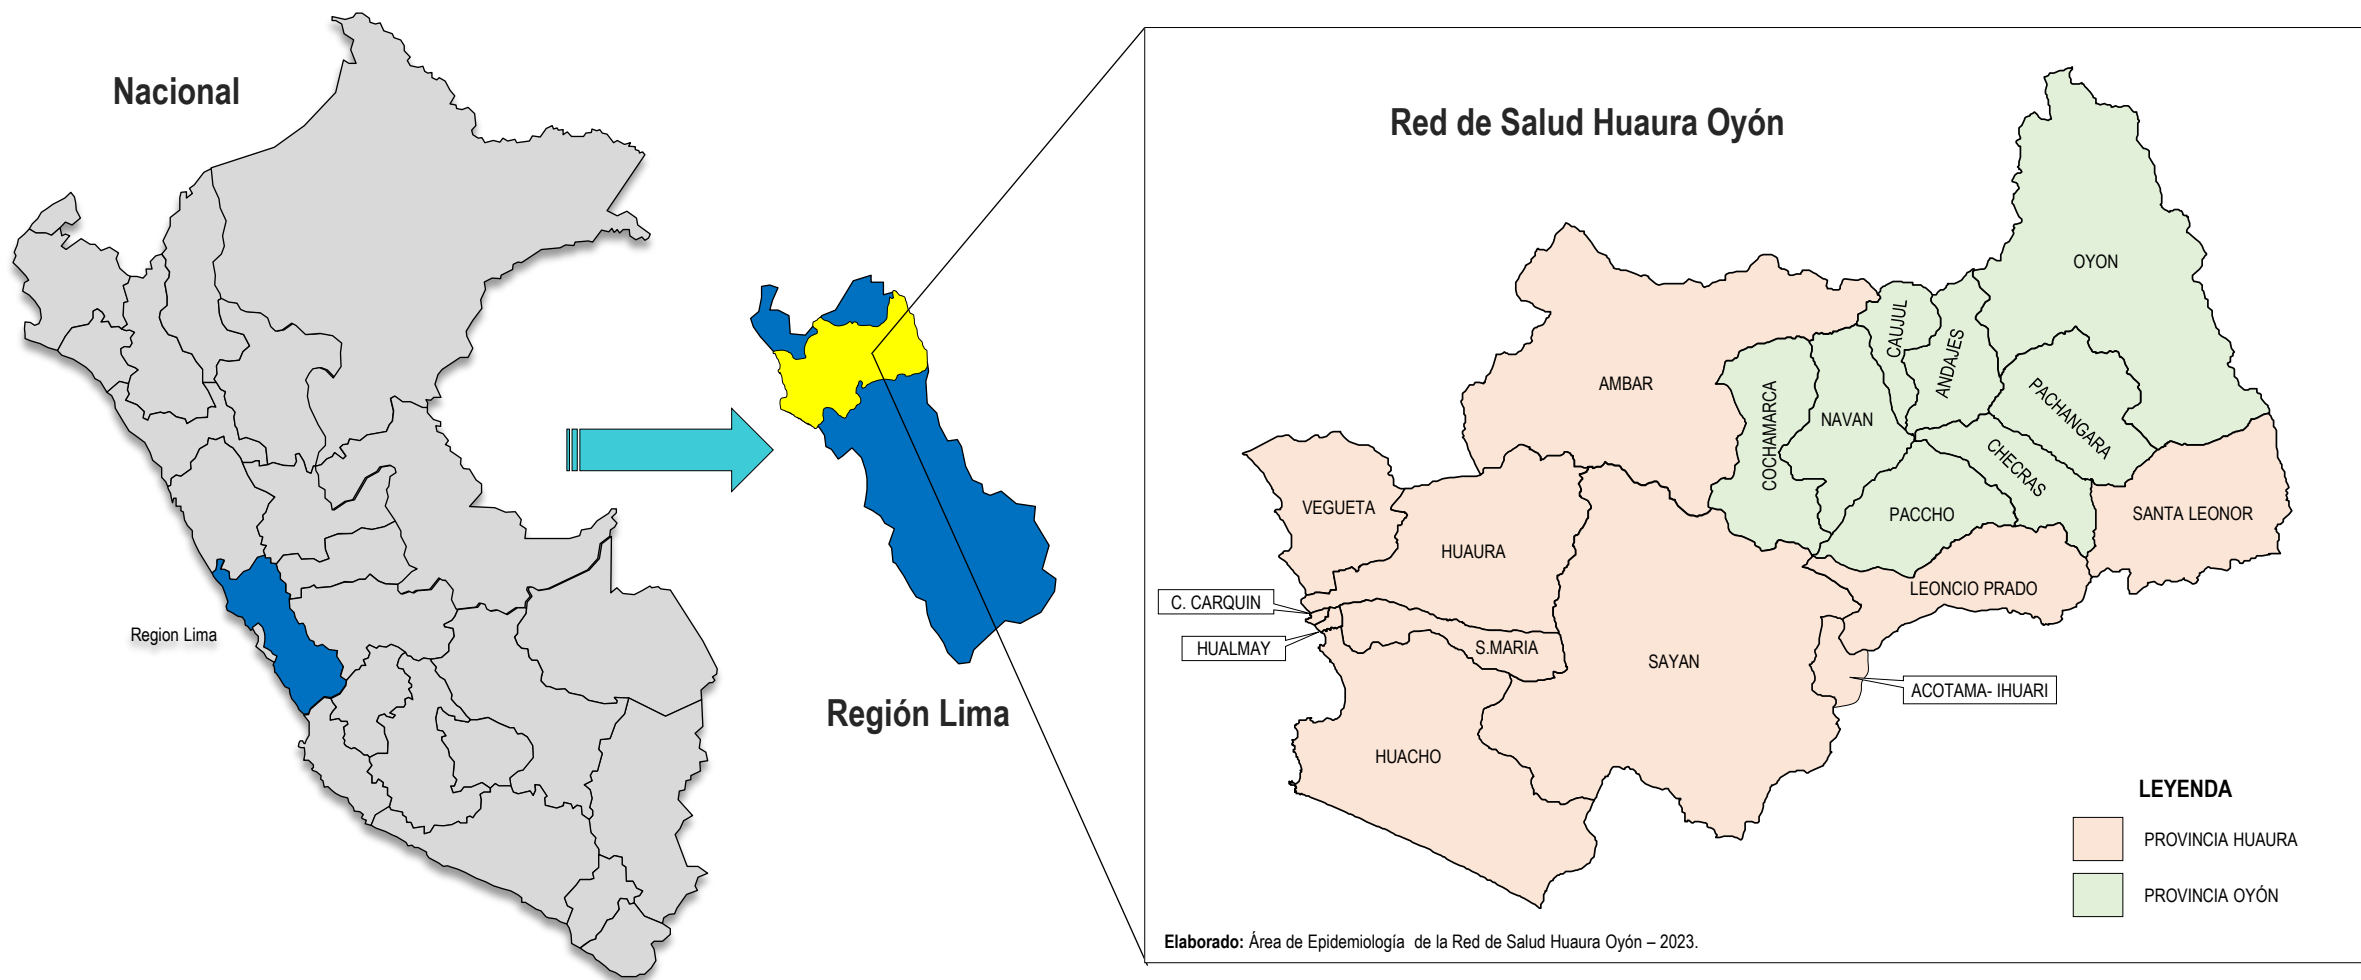 Nacional
Region Lima
Región Lima
Red de Salud Huaura Oyón
OYON
CAUJUL
ANDAJES
AMBAR
PACHANGARA
COCHAMARCA
NAVAN
CHECRAS
VEGUETA
PACCHO
SANTA LEONOR
HUAURA
LEONCIO PRADO
C. CARQUIN
HUALMAY
S.MARIA
SAYAN
ACOTAMA- IHUARI
HUACHO
LEYENDA
PROVINCIA HUAURA
PROVINCIA OYÓN
Elaborado: Área de Epidemiología de la Red de Salud Huaura Oyón – 2023.